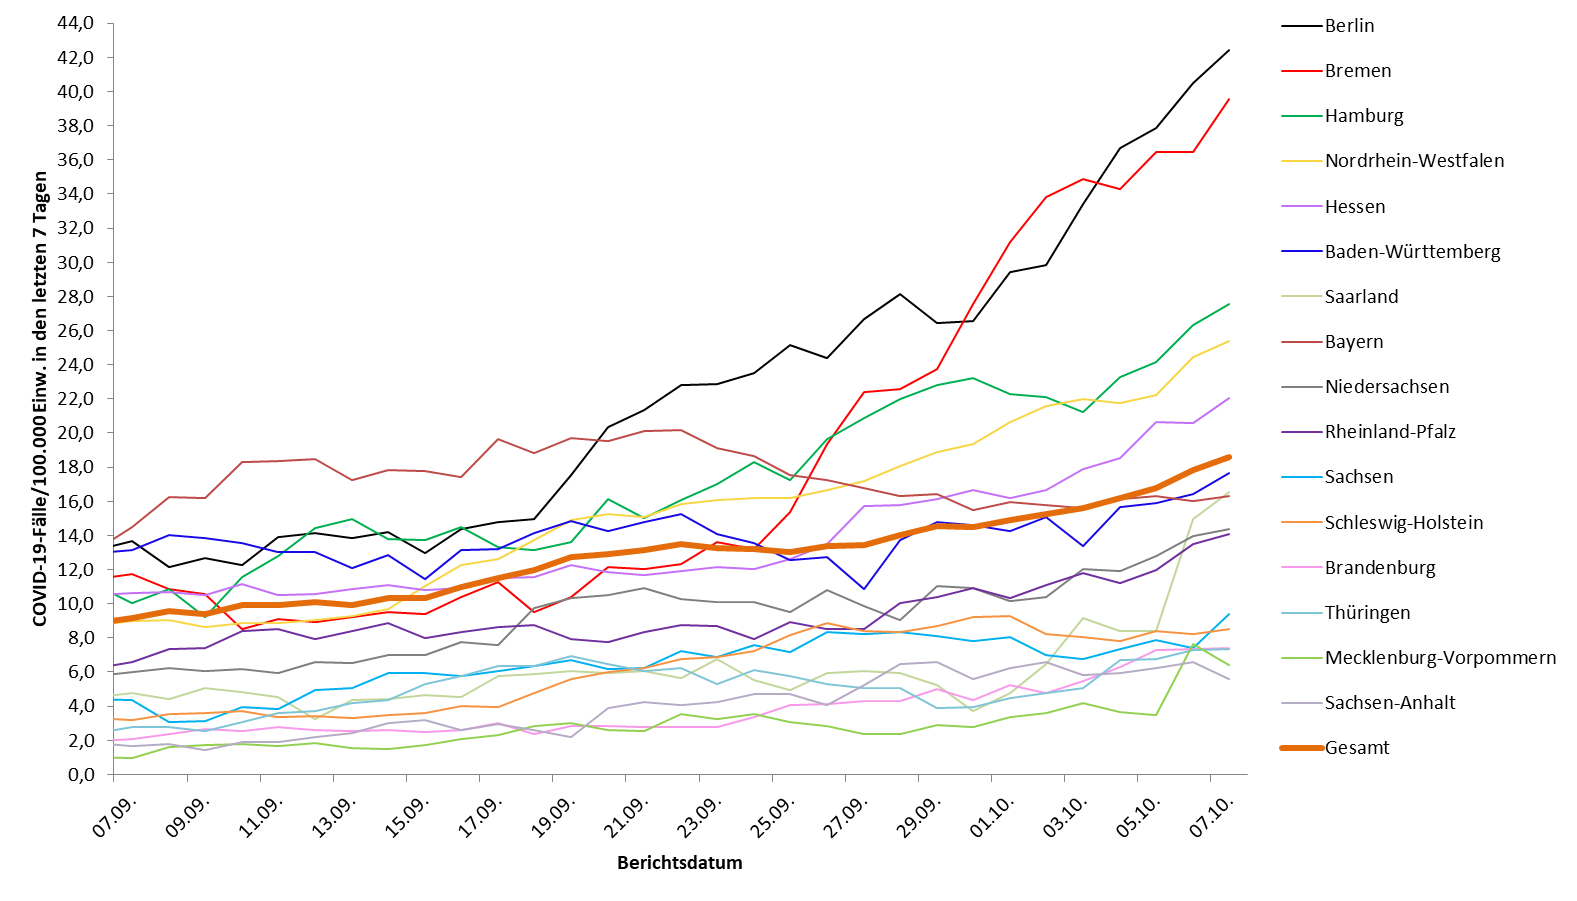 COVID-19-Fälle/100.000 Einw. in den letzten 7 Tagen
44,0
42,0
40,0
38,0
36,0
34,0
32,0
30,0
28,0
26,0
24,0
22,0
20,0
18,0
16,0
14,0
12,0
10,0
8,0
6,0
4,0
2,0
0,0
07.09.
09.09.
11.09.
13.09.
15.09.
17.09.
19.09.
21.09.
23.09.
25.09.
27.09.
29.09.
01.10.
03.10.
05.10.
07.10.
Berichtsdatum
Berlin
Bremen
Hamburg
Nordrhein-Westfalen
Hessen
Baden-Württemberg
Saarland
Bayern
Niedersachsen
Rheinland-Pfalz
Sachsen
Schleswig-Holstein
Brandenburg
Thüringen
Mecklenburg-Vorpommern
Sachsen-Anhalt
Gesamt